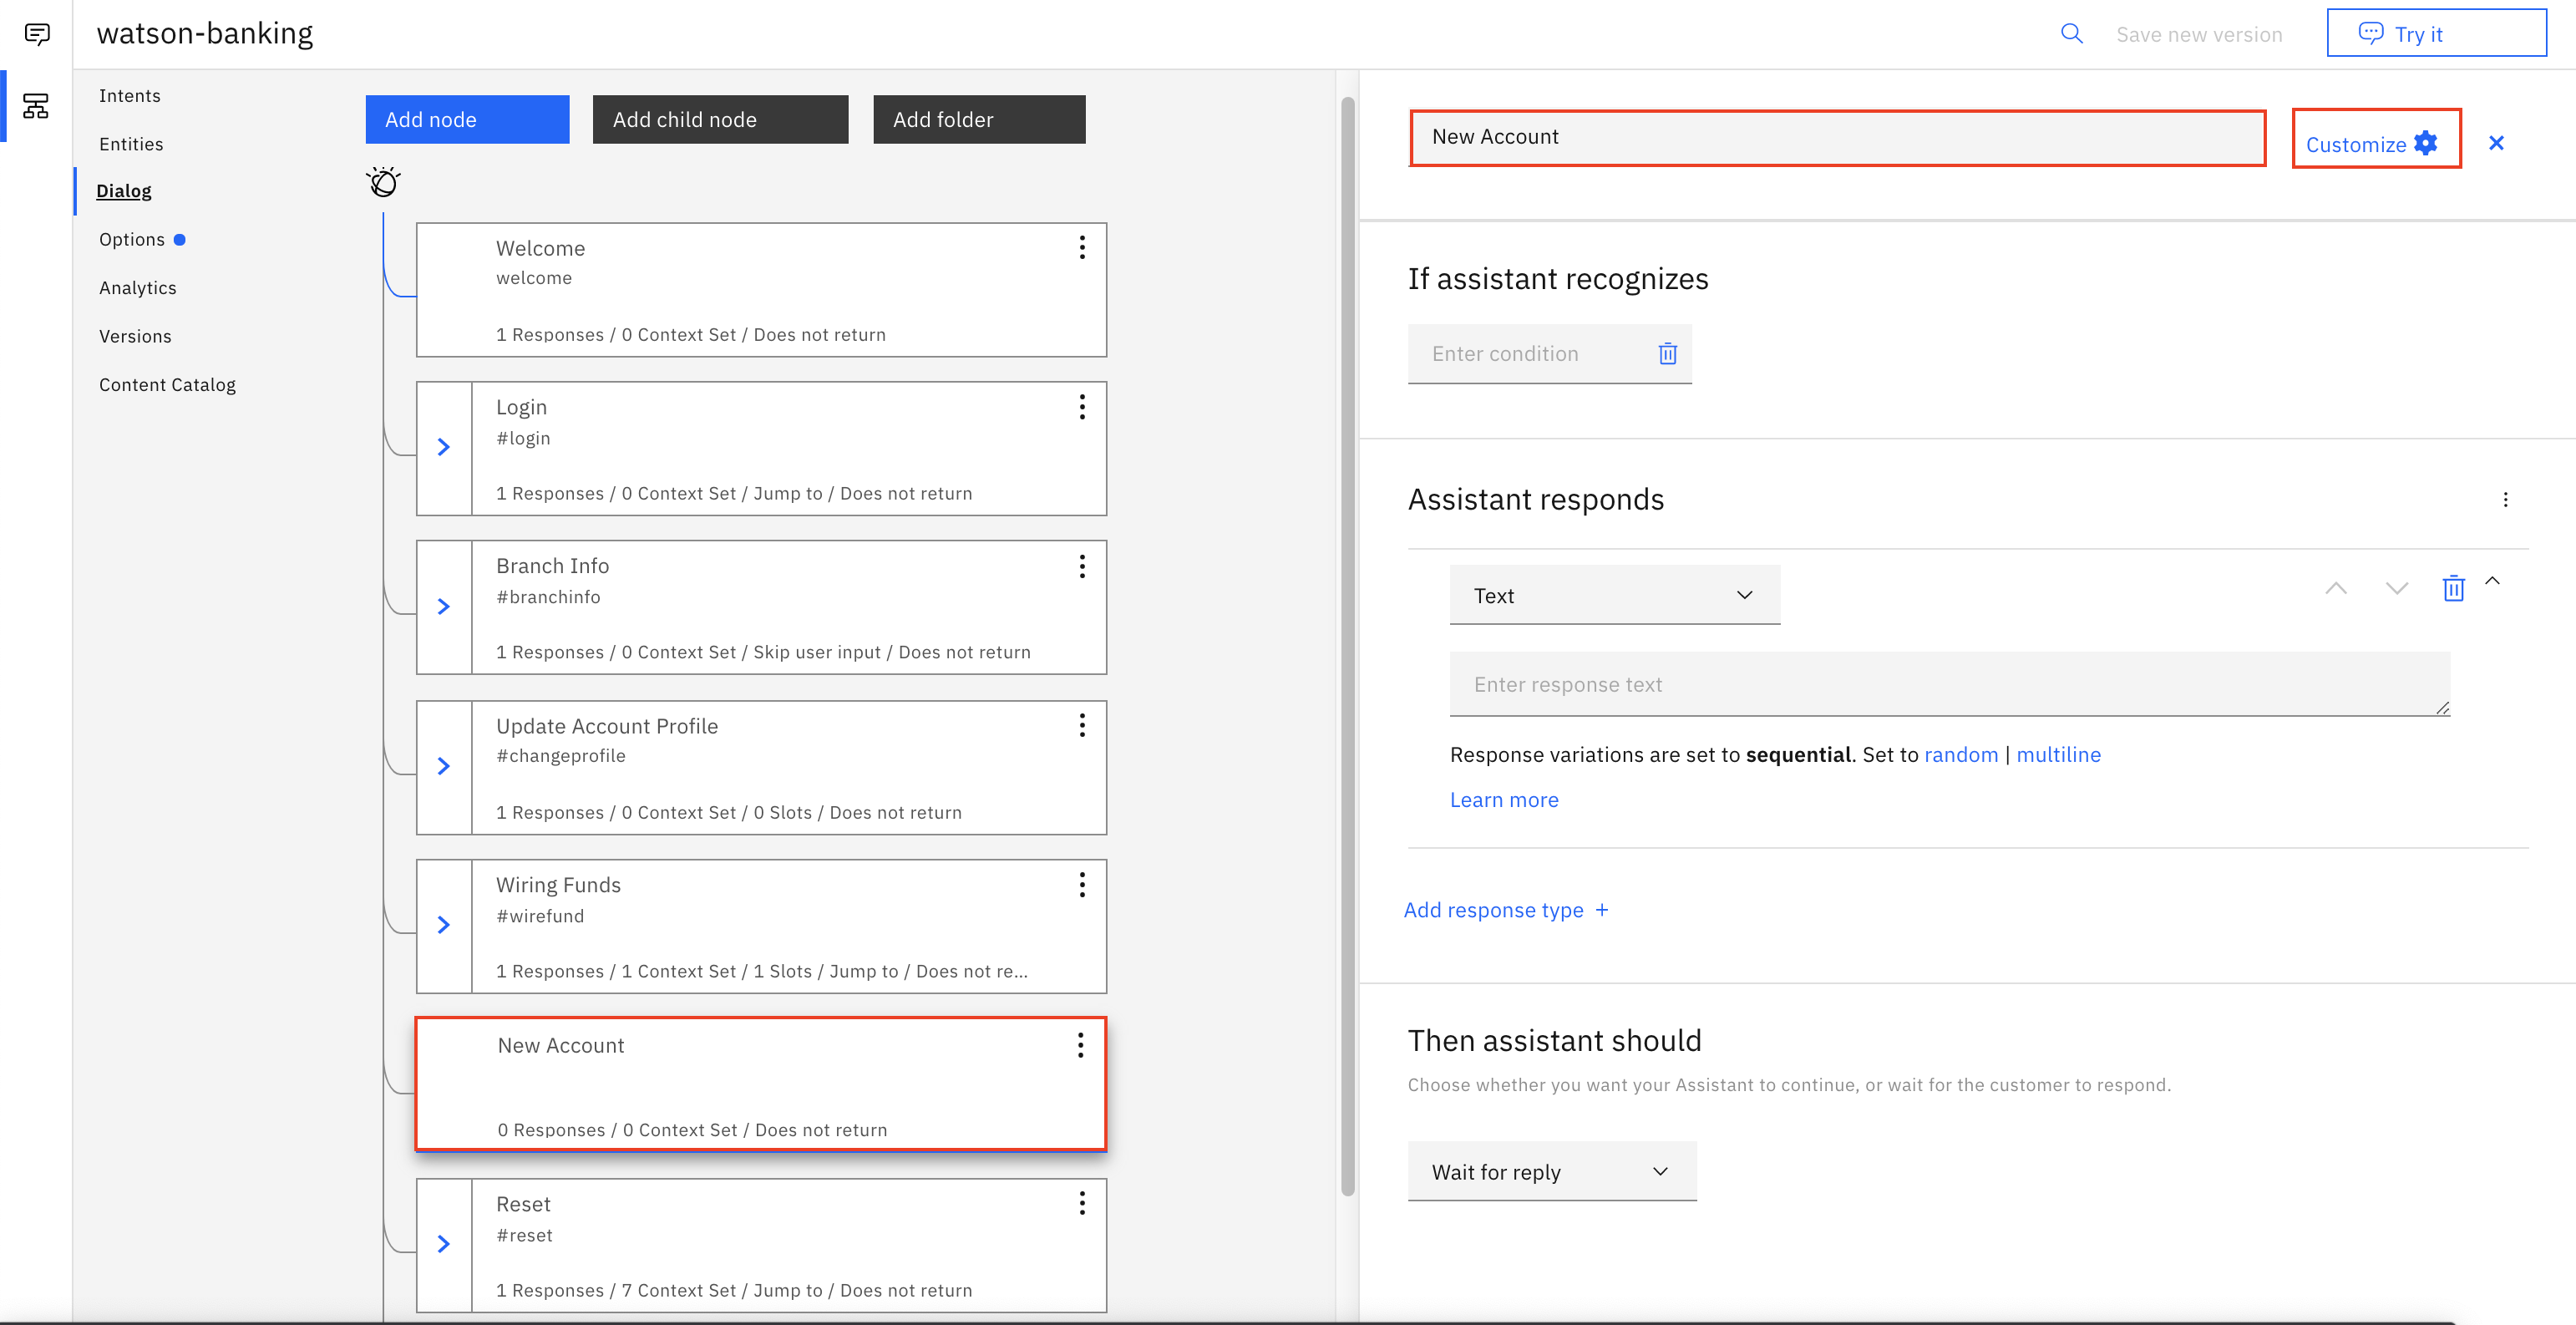 watson-banking
Save new version
Try it
Intents
Entities
Dialog
Options
Analytics
Versions
Content Catalog
Add node
Add child node
Add folder
Welcome
welcome
1 Responses / 0 Context Set / Does not return
Login
#login
1 Responses / 0 Context Set / Jump to / Does not return
Branch Info
#branchinfo
1 Responses / 0 Context Set / Skip user input / Does not return
Update Account Profile
#changeprofile
1 Responses / 0 Context Set / 0 Slots / Does not return
Wiring Funds
#wirefund
1 Responses / 1 Context Set / 1 Slots / Jump to / Does not re...
New Account
0 Responses / 0 Context Set / Does not return
Reset
#reset
1 Responses / 7 Context Set / Jump to / Does not return
New Account
Customize
If assistant recognizes
Enter condition
Assistant responds
Text
Enter response text
Response variations are set to sequential. Set to random | multiline
Learn more
Add response type +
Then assistant should
Choose whether you want your Assistant to continue, or wait for the customer to respond.
Wait for reply